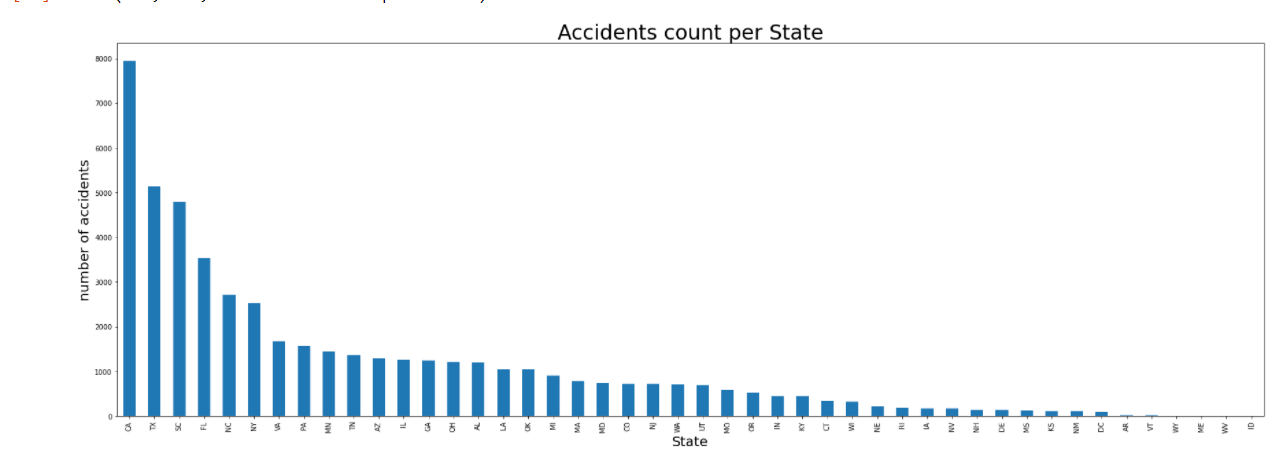 Accidents count per State
number of accidents
8000
7000
6000
5000
4000
3000
2000
1000
0
CA TX SC FL NC NY VA PA MN TN AZ IL GA OH AL LA OK MI MA MD CO NJ WA UT MO OR IN KY CT WI NE RI IA NV NH DE MS KS NM DC AR VT WY ME WV ID
State